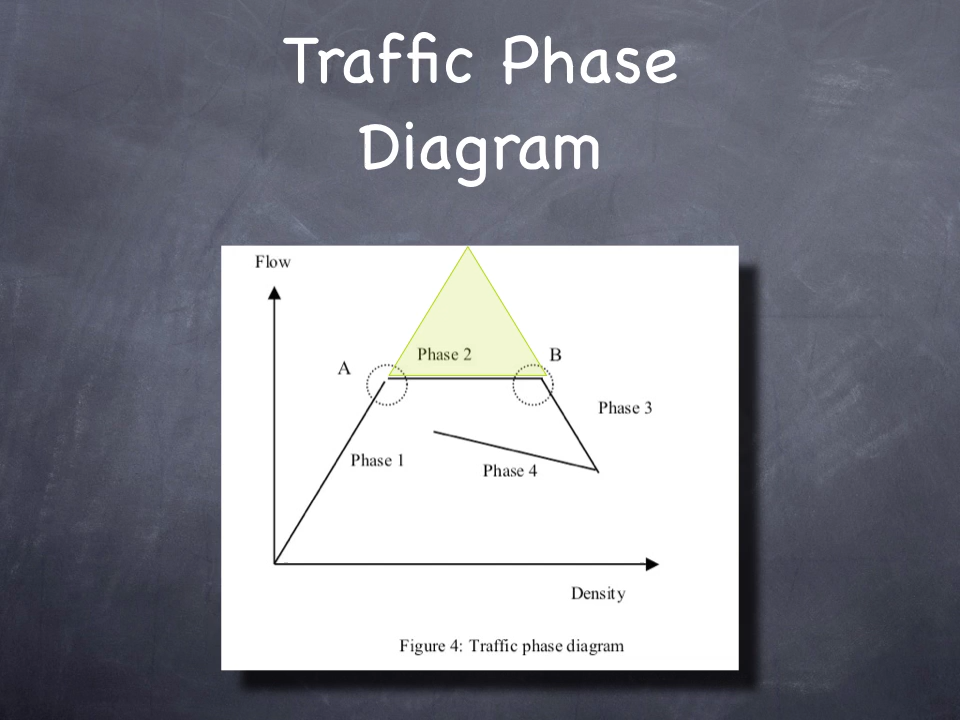 Traffic Phase
Diagram
Flow
Phase 2
B
A
Phase 3
Phase 1
Phase 4
Density
Figure 4: Traffic phase diagram